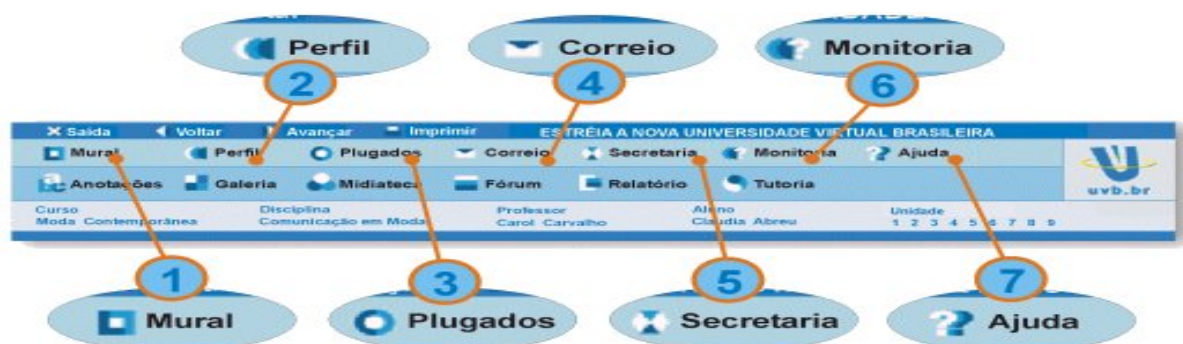 Perfil Correio Monitoria
2 4 6
Saída Voltar Avançar Imprimir ESTRÉIA A NOVA UNIVERSIDADE VIRTUAL BRASILEIRA
Mural Perfil Plugados Correio Secretaria Monitoria Ajuda
Anotações Galeria Midiateca Fórum Relatório Tutoria
uvb.br
Curso Disciplina Professor Aluno Unidade
Moda Contemporânea Comunicação em Moda Carol Carvalho Claudia Abreu 1 2 3 4 5 6 7 8 9
1 3 5 7
Mural Plugados Secretaria Ajuda